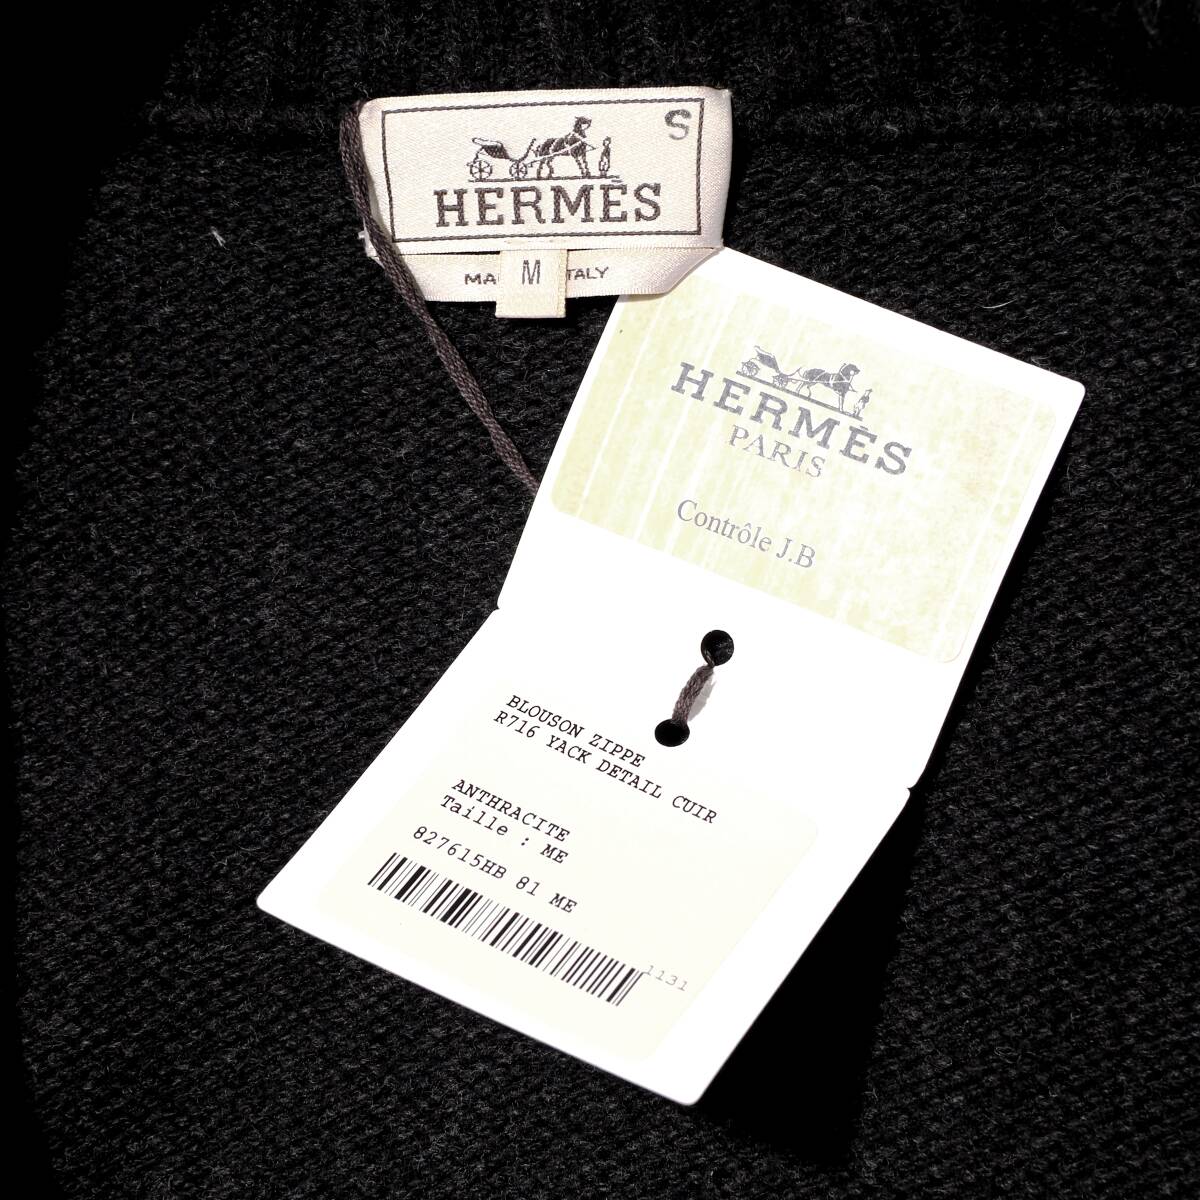 S
HERMÈS
MA TALY
M
HERMÈS
PARIS
Contrôle J.B
BLOUSON ZIPPE
R716 YACK DETAIL CUIR
ANTHRACITE
Taille : ME
827615HB 81 ME
1131